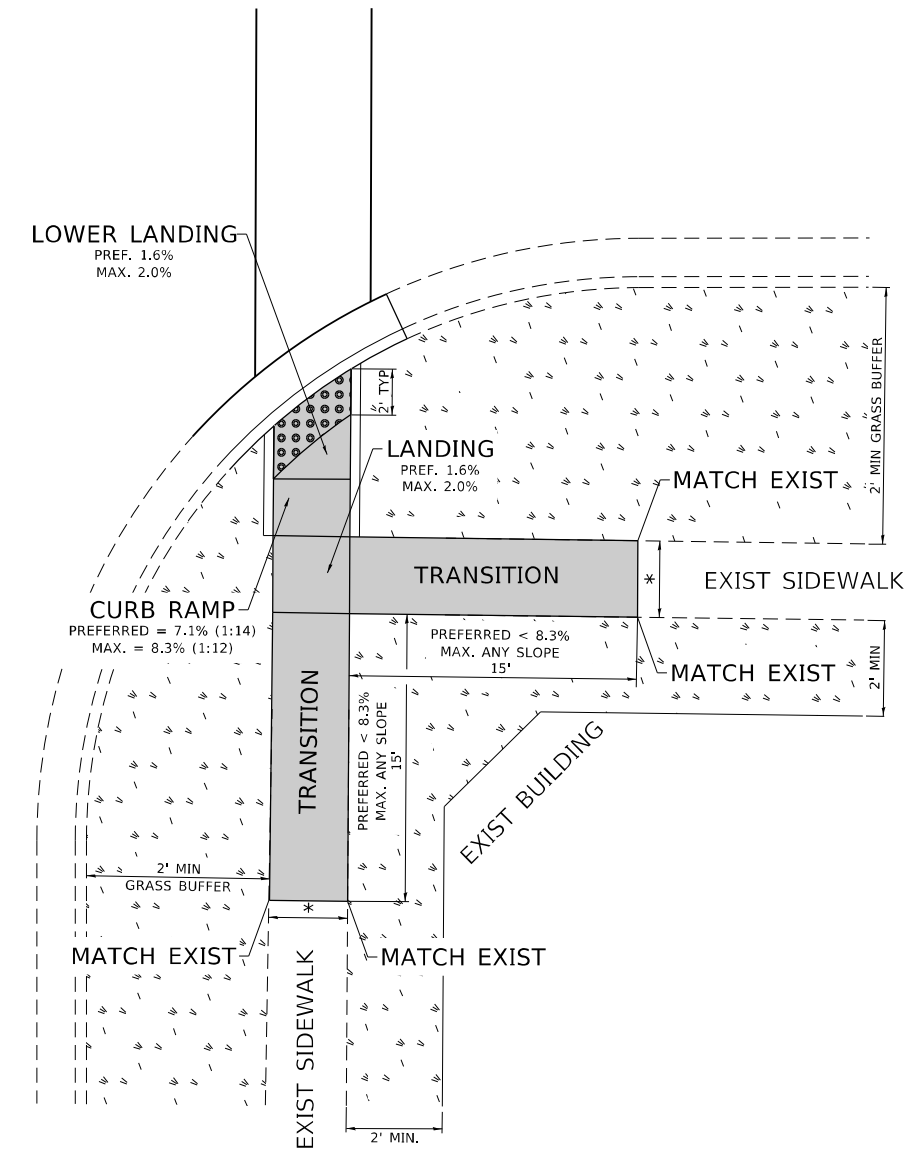 LOWER LANDING
PREF. 1.6%
MAX. 2.0%
2' TYP
LANDING
PREF. 1.6%
MAX. 2.0%
2' MIN GRASS BUFFER
MATCH EXIST
TRANSITION
*
EXIST SIDEWALK
CURB RAMP
PREFERRED = 7.1% (1:14)
MAX. = 8.3% (1:12)
PREFERRED < 8.3%
MAX. ANY SLOPE
15'
MATCH EXIST
2' MIN
TRANSITION
PREFERRED < 8.3%
MAX. ANY SLOPE
15'
EXIST BUILDING
2' MIN
GRASS BUFFER
*
MATCH EXIST
MATCH EXIST
EXIST SIDEWALK
2' MIN.